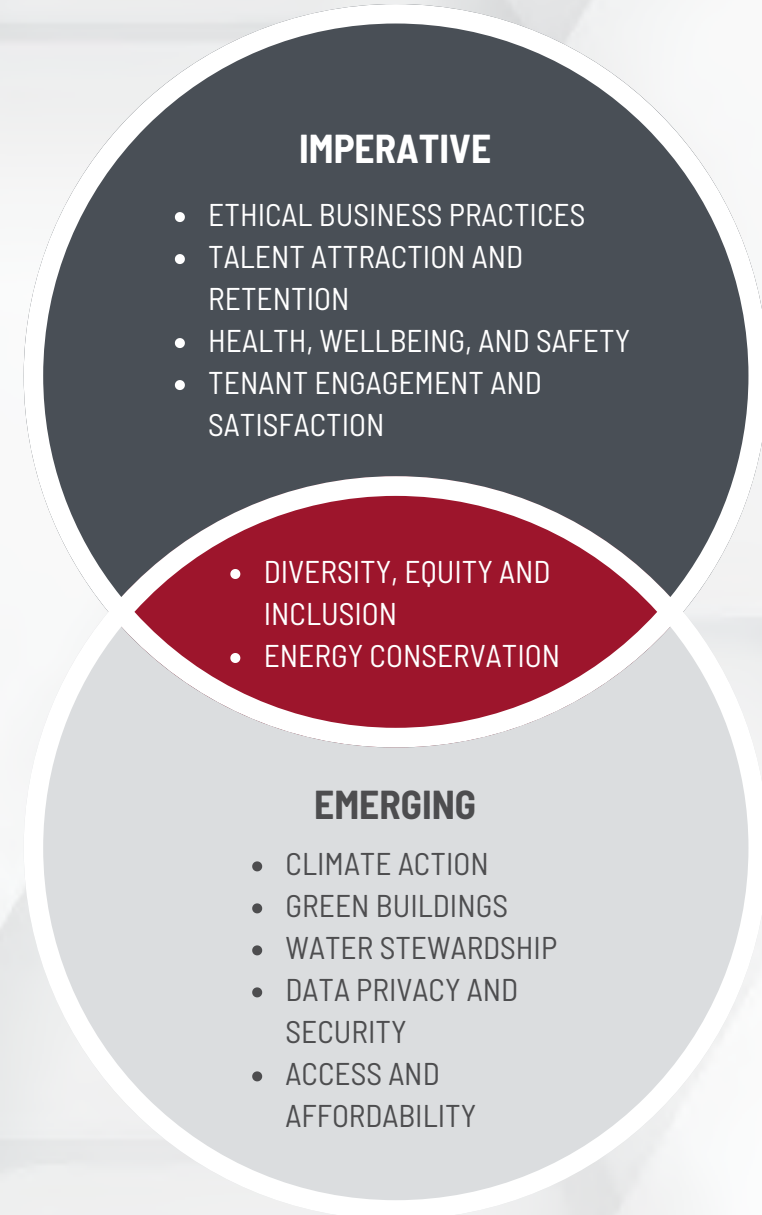 IMPERATIVE
• ETHICAL BUSINESS PRACTICES
• TALENT ATTRACTION AND
RETENTION
• HEALTH, WELLBEING, AND SAFETY
• TENANT ENGAGEMENT AND
SATISFACTION
• DIVERSITY, EQUITY AND
INCLUSION
• ENERGY CONSERVATION
EMERGING
• CLIMATE ACTION
• GREEN BUILDINGS
• WATER STEWARDSHIP
• DATA PRIVACY AND
SECURITY
• ACCESS AND
AFFORDABILITY